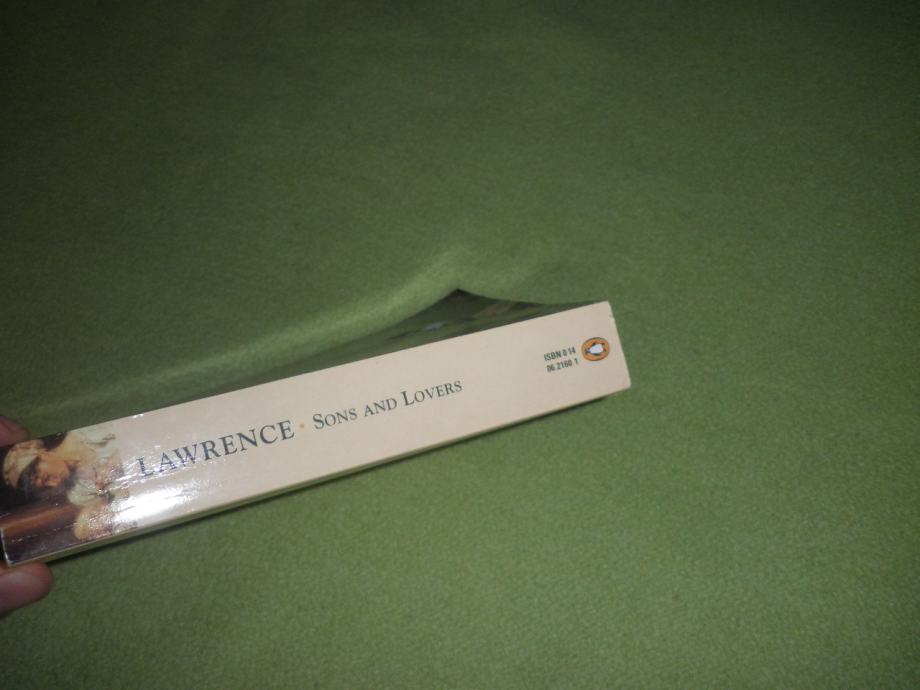 LAWRENCE · SONS AND LOVERS
ISBN 0 14
06.2160 1